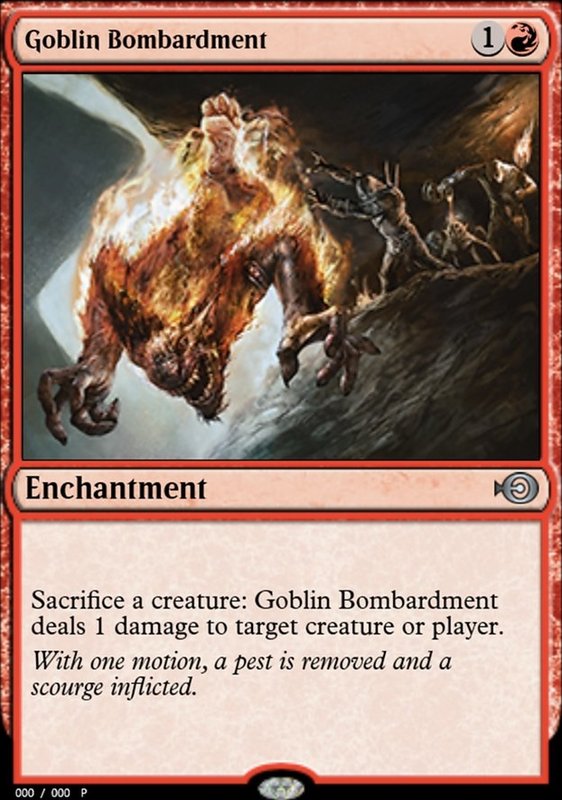 Goblin Bombardment 1
Enchantment
Sacrifice a creature: Goblin Bombardment
deals 1 damage to target creature or player.
With one motion, a pest is removed and a
scourge inflicted.
000 / 000 P